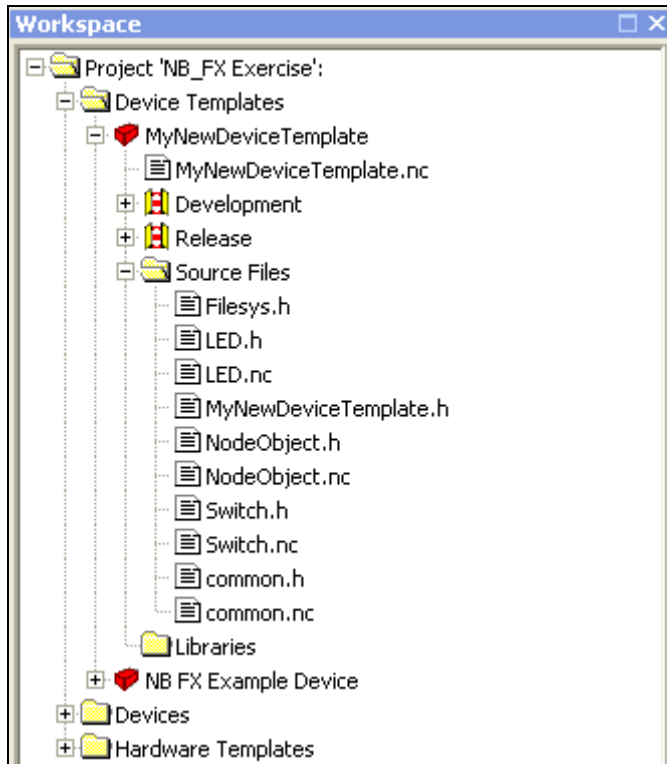 Workspace
Project 'NB_FX Exercise':
Device Templates
MyNewDeviceTemplate
MyNewDeviceTemplate.nc
Development
Release
Source Files
Filesys.h
LED.h
LED.nc
MyNewDeviceTemplate.h
NodeObject.h
NodeObject.nc
Switch.h
Switch.nc
common.h
common.nc
Libraries
NB FX Example Device
Devices
Hardware Templates